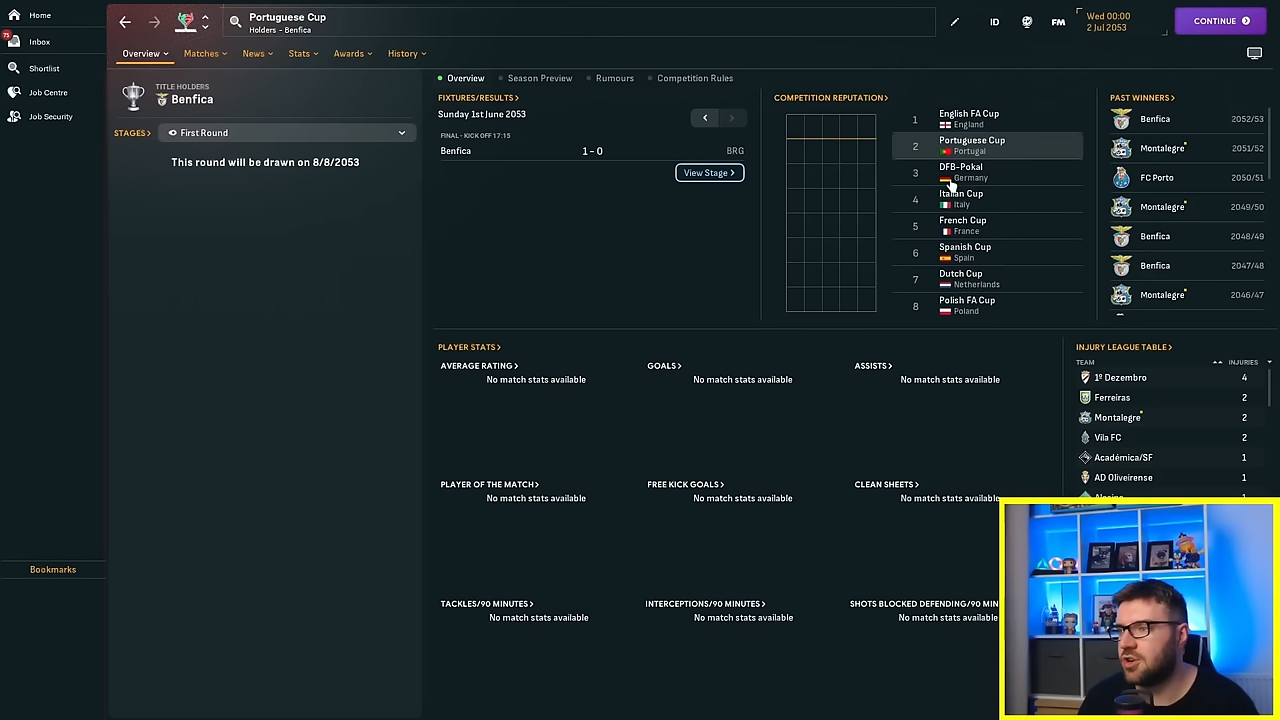 Home
75
Inbox
Shortlist
Job Centre
Job Security
Bookmarks
Portuguese Cup
Holders - Benfica
ID
FM
Wed 00:00
2 Jul 2053
CONTINUE
Overview
Matches
News
Stats
Awards
History
TITLE HOLDERS
Benfica
STAGES
First Round
This round will be drawn on 8/8/2053
Overview
Season Preview
Rumours
Competition Rules
FIXTURES/RESULTS
Sunday 1st June 2053
FINAL - KICK OFF 17:15
Benfica 1 - 0 BRG
View Stage
COMPETITION REPUTATION
1 English FA Cup
England
2 Portuguese Cup
Portugal
3 DFB-Pokal
Germany
4 Italian Cup
Italy
5 French Cup
France
6 Spanish Cup
Spain
7 Dutch Cup
Netherlands
8 Polish FA Cup
Poland
PAST WINNERS
Benfica 2052/53
Montalegre 2051/52
FC Porto 2050/51
Montalegre 2049/50
Benfica 2048/49
Benfica 2047/48
Montalegre 2046/47
PLAYER STATS
AVERAGE RATING
No match stats available
GOALS
No match stats available
ASSISTS
No match stats available
PLAYER OF THE MATCH
No match stats available
FREE KICK GOALS
No match stats available
CLEAN SHEETS
No match stats available
TACKLES/90 MINUTES
No match stats available
INTERCEPTIONS/90 MINUTES
No match stats available
SHOTS BLOCKED DEFENDING/90 MIN
No match stats available
INJURY LEAGUE TABLE
TEAM INJURIES
1º Dezembro 4
Ferreiras 2
Montalegre 2
Vila FC 2
Académica/SF 1
AD Oliveirense 1